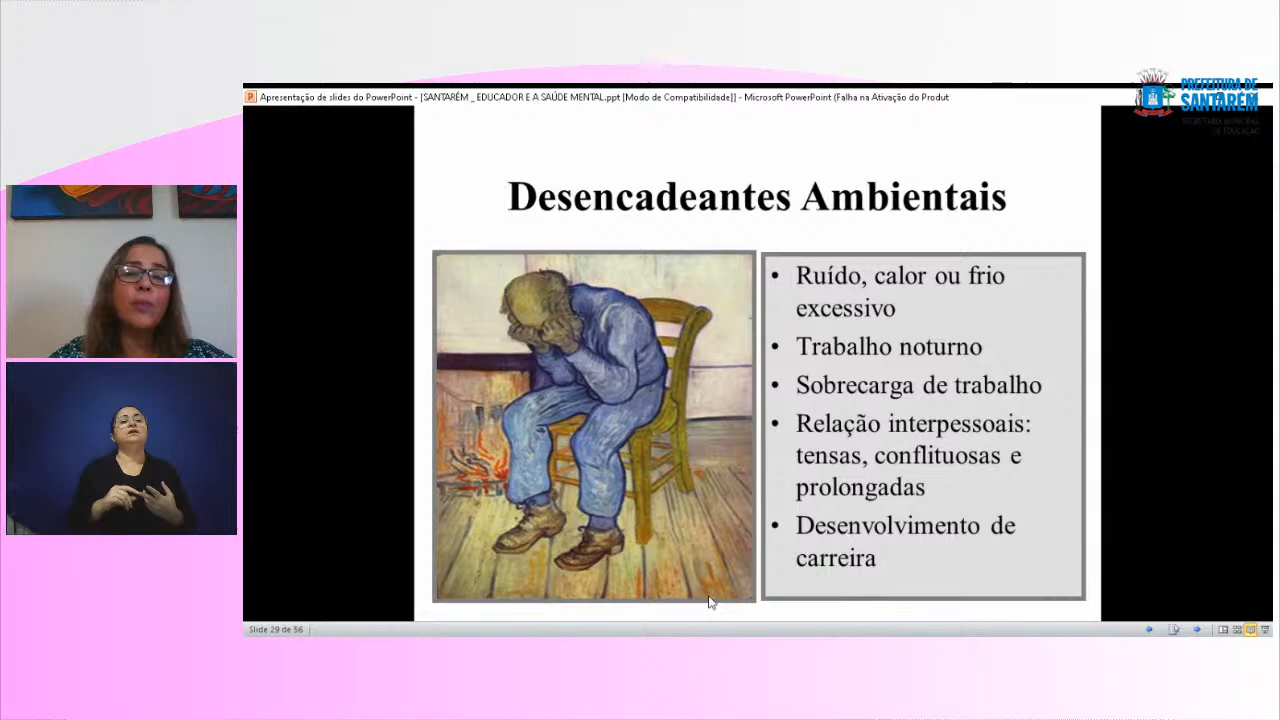 Apresentação de slides do PowerPoint - [SANTARÉM _ EDUCADOR E A SAÚDE MENTAL.ppt [Modo de Compatibilidade]] - Microsoft PowerPoint (Falha na Ativação do Produt
PREFEITURA DE
SANTARÉM
SECRETARIA MUNICIPAL
DE EDUCAÇÃO
Desencadeantes Ambientais
• Ruído, calor ou frio
excessivo
• Trabalho noturno
• Sobrecarga de trabalho
• Relação interpessoais:
tensas, conflituosas e
prolongadas
• Desenvolvimento de
carreira
Slide 29 de 56